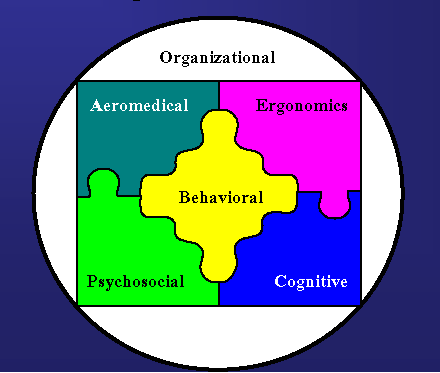 Organizational
Aeromedical
Ergonomics
Behavioral
Psychosocial
Cognitive